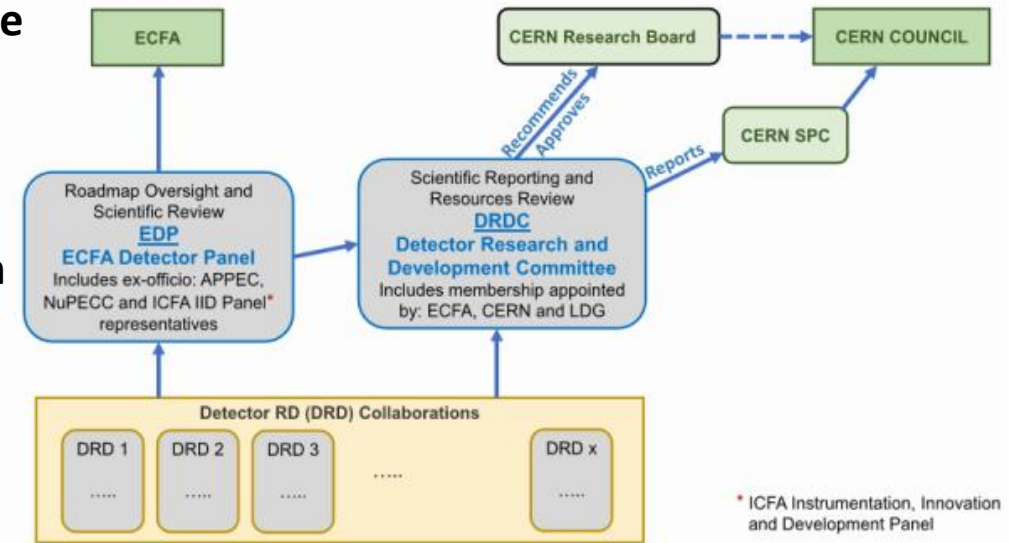 e
ECFA
CERN Research Board
CERN COUNCIL
Recommends
Approves
Reports
CERN SPC
Roadmap Oversight and
Scientific Review
EDP
ECFA Detector Panel
Includes ex-officio: APPEC,
NuPECC and ICFA IID Panel*
representatives
Scientific Reporting and
Resources Review
DRDC
Detector Research and
Development Committee
Includes membership appointed
by: ECFA, CERN and LDG
Detector RD (DRD) Collaborations
DRD 1
.....
DRD 2
.....
DRD 3
.....
.....
DRD x
.....
* ICFA Instrumentation, Innovation
and Development Panel